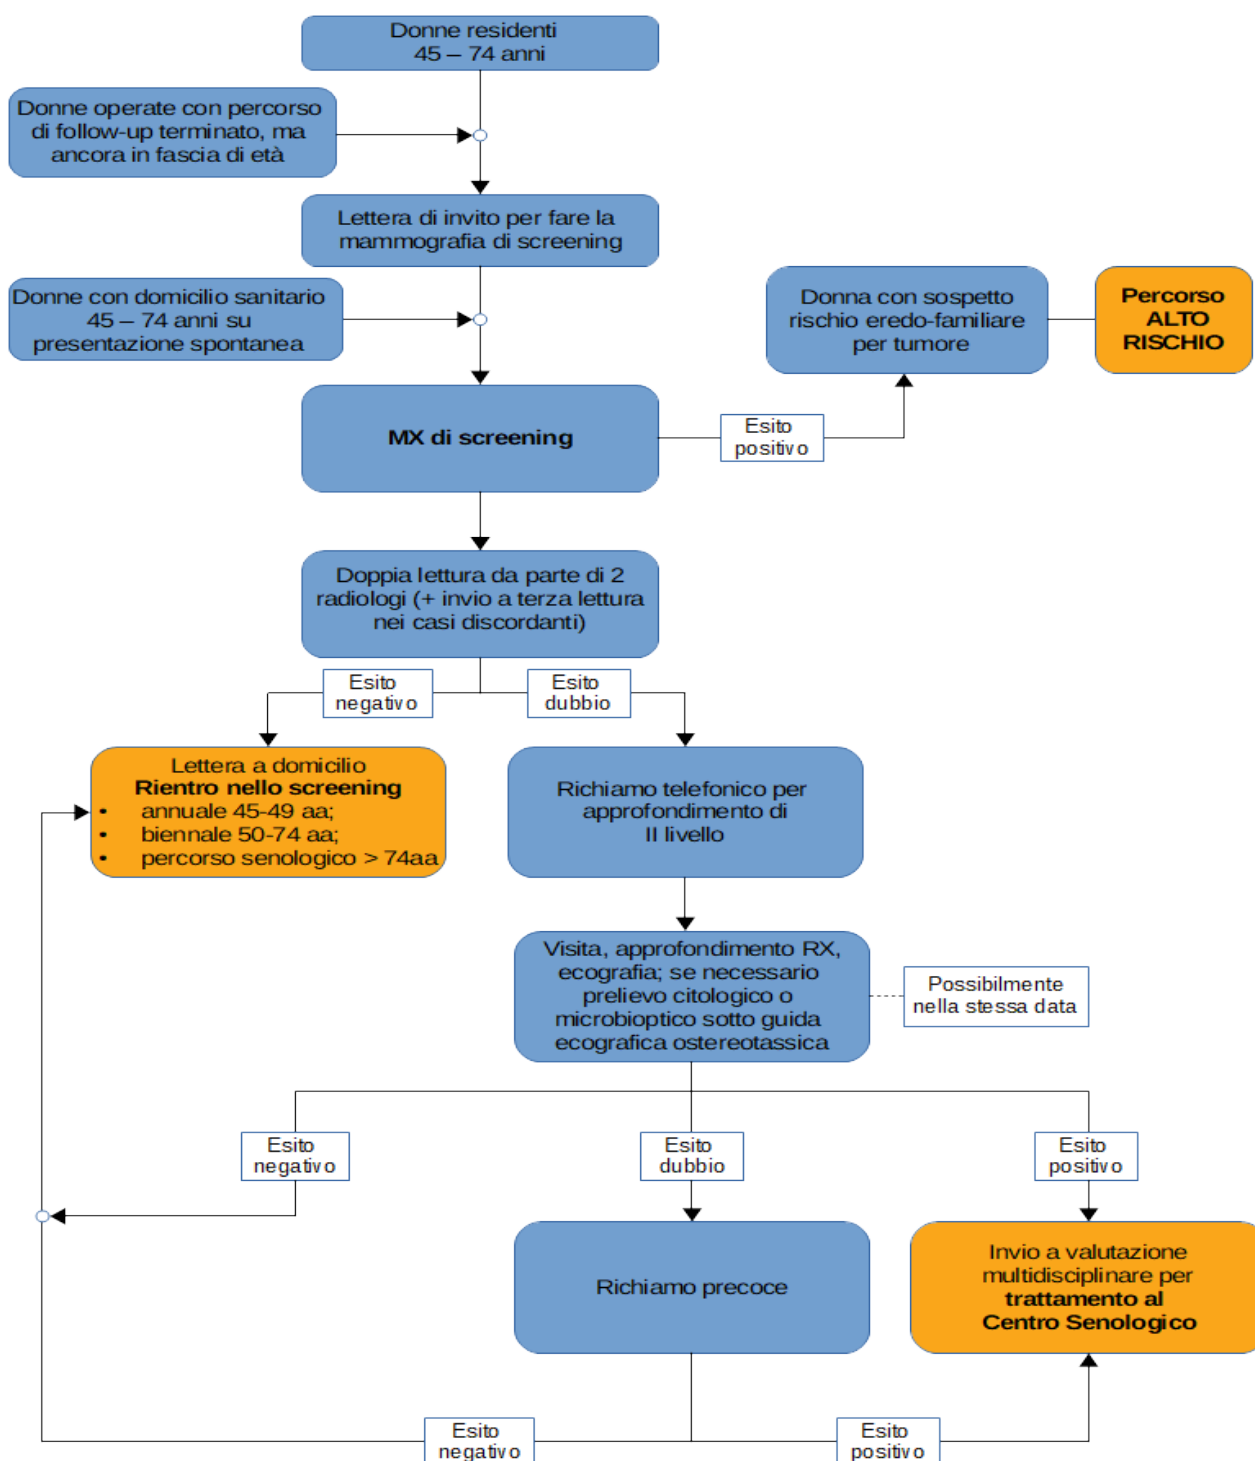 Donne residenti
45 – 74 anni
Donne operate con percorso
di follow-up terminato, ma
ancora in fascia di età
Lettera di invito per fare la
mammografia di screening
Donne con domicilio sanitario
45 – 74 anni su
presentazione spontanea
Donna con sospetto
rischio eredo-familiare
per tumore
Percorso
ALTO
RISCHIO
MX di screening
Esito
positivo
Doppia lettura da parte di 2
radiologi (+ invio a terza lettura
nei casi discordanti)
Esito
negativo
Esito
dubbio
Lettera a domicilio
Rientro nello screening
• annuale 45-49 aa;
• biennale 50-74 aa;
• percorso senologico > 74aa
Richiamo telefonico per
approfondimento di
II livello
Visita, approfondimento RX,
ecografia; se necessario
prelievo citologico o
microbioptico sotto guida
ecografica ostereotassica
Possibilmente
nella stessa data
Esito
negativo
Esito
dubbio
Esito
positivo
Richiamo precoce
Invio a valutazione
multidisciplinare per
trattamento al
Centro Senologico
Esito
negativo
Esito
positivo